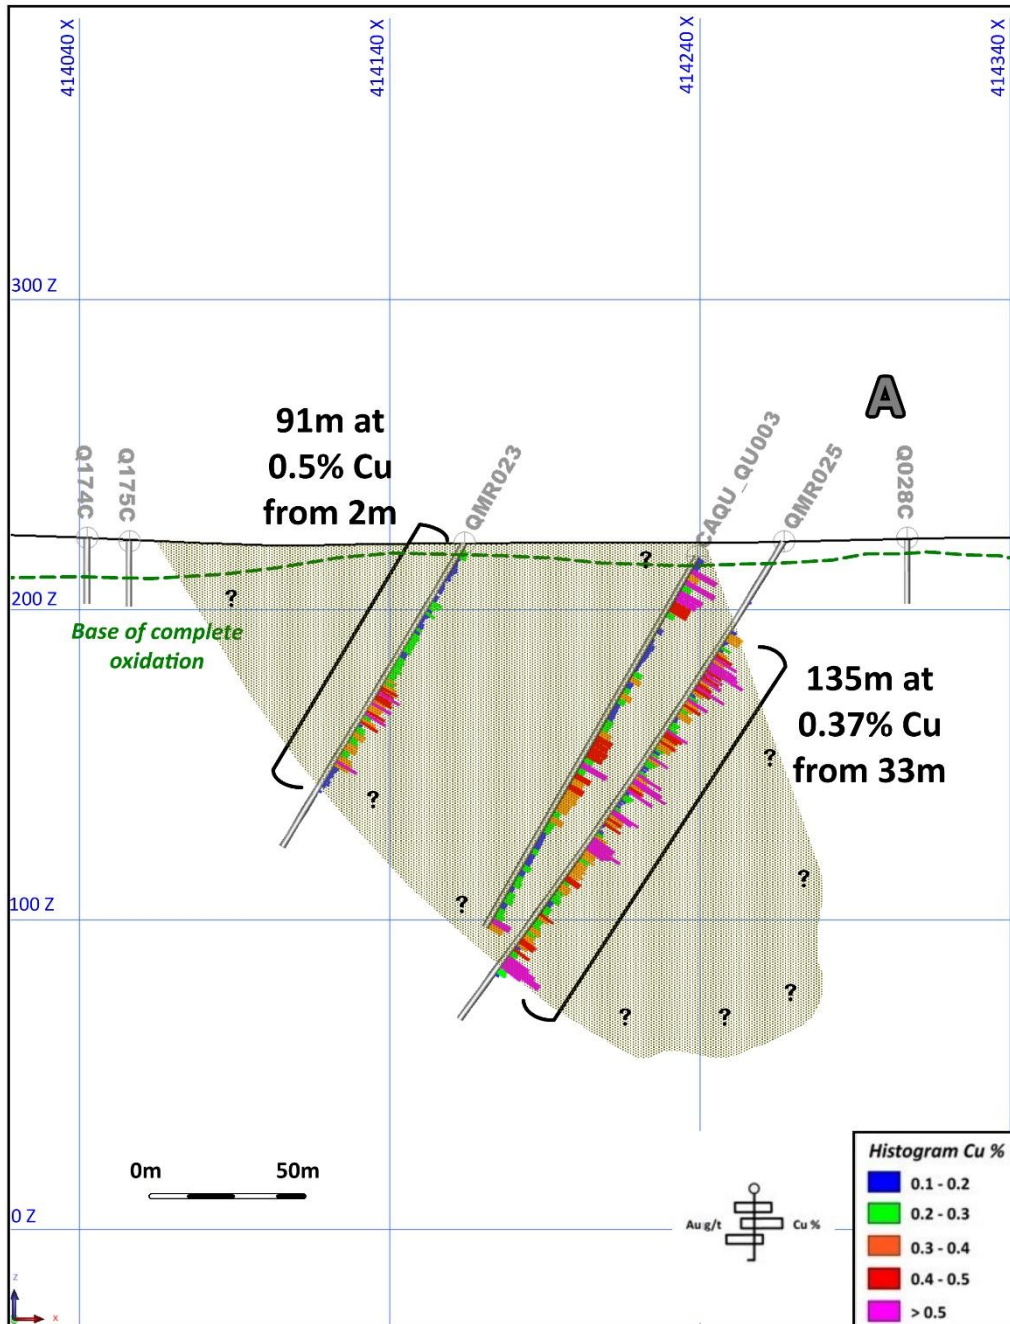 414040 X
414140 X
414240 X
414340 X
300 Z
A
91m at
0.5% Cu
from 2m
Q174C
Q175C
QMR023
CAQU_QU003
QMR025
Q028C
?
?
200 Z
Base of complete
oxidation
135m at
0.37% Cu
from 33m
?
?
?
?
100 Z
?
?
?
0m
50m
0 Z
Au g/t
Cu %
Histogram Cu %
0.1 - 0.2
0.2 - 0.3
0.3 - 0.4
0.4 - 0.5
> 0.5
z
x